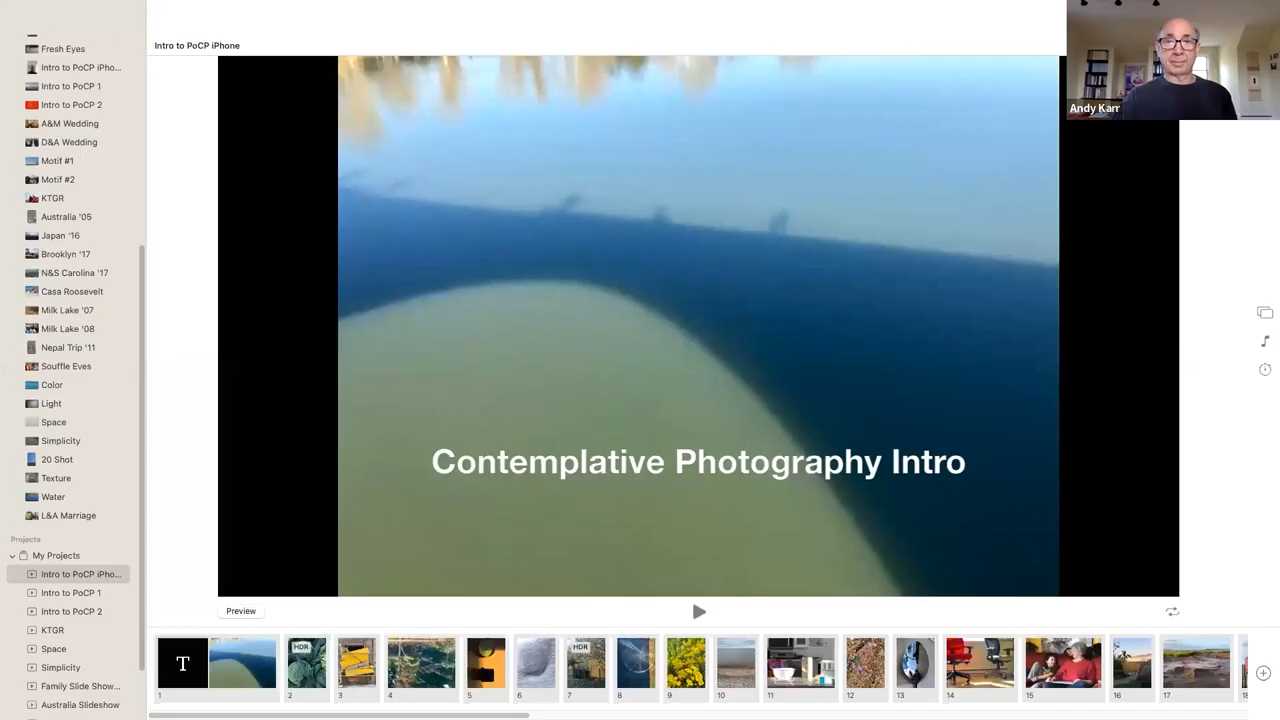 Fresh Eyes
Intro to PoCP iPho...
Intro to PoCP 1
Intro to PoCP 2
A&M Wedding
D&A Wedding
Motif #1
Motif #2
KTGR
Australia '05
Japan '16
Brooklyn '17
N&S Carolina '17
Casa Roosevelt
Milk Lake '07
Milk Lake '08
Nepal Trip '11
Souffle Eves
Color
Light
Space
Simplicity
20 Shot
Texture
Water
L&A Marriage
Projects
My Projects
Intro to PoCP iPho...
Intro to PoCP 1
Intro to PoCP 2
KTGR
Space
Simplicity
Family Slide Show...
Australia Slideshow
Intro to PoCP iPhone
Andy Karr
Contemplative Photography Intro
Preview
T
HDR
HDR
1 2 3 4 5 6 7 8 9 10 11 12 13 14 15 16 17 18